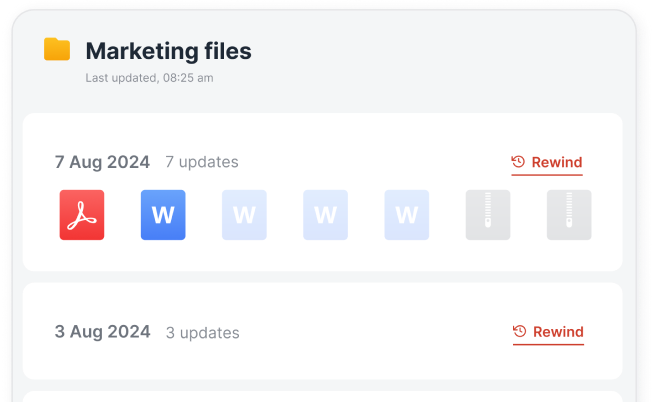 Marketing files
Last updated, 08:25 am
7 Aug 2024 7 updates Rewind
W W W W
3 Aug 2024 3 updates Rewind